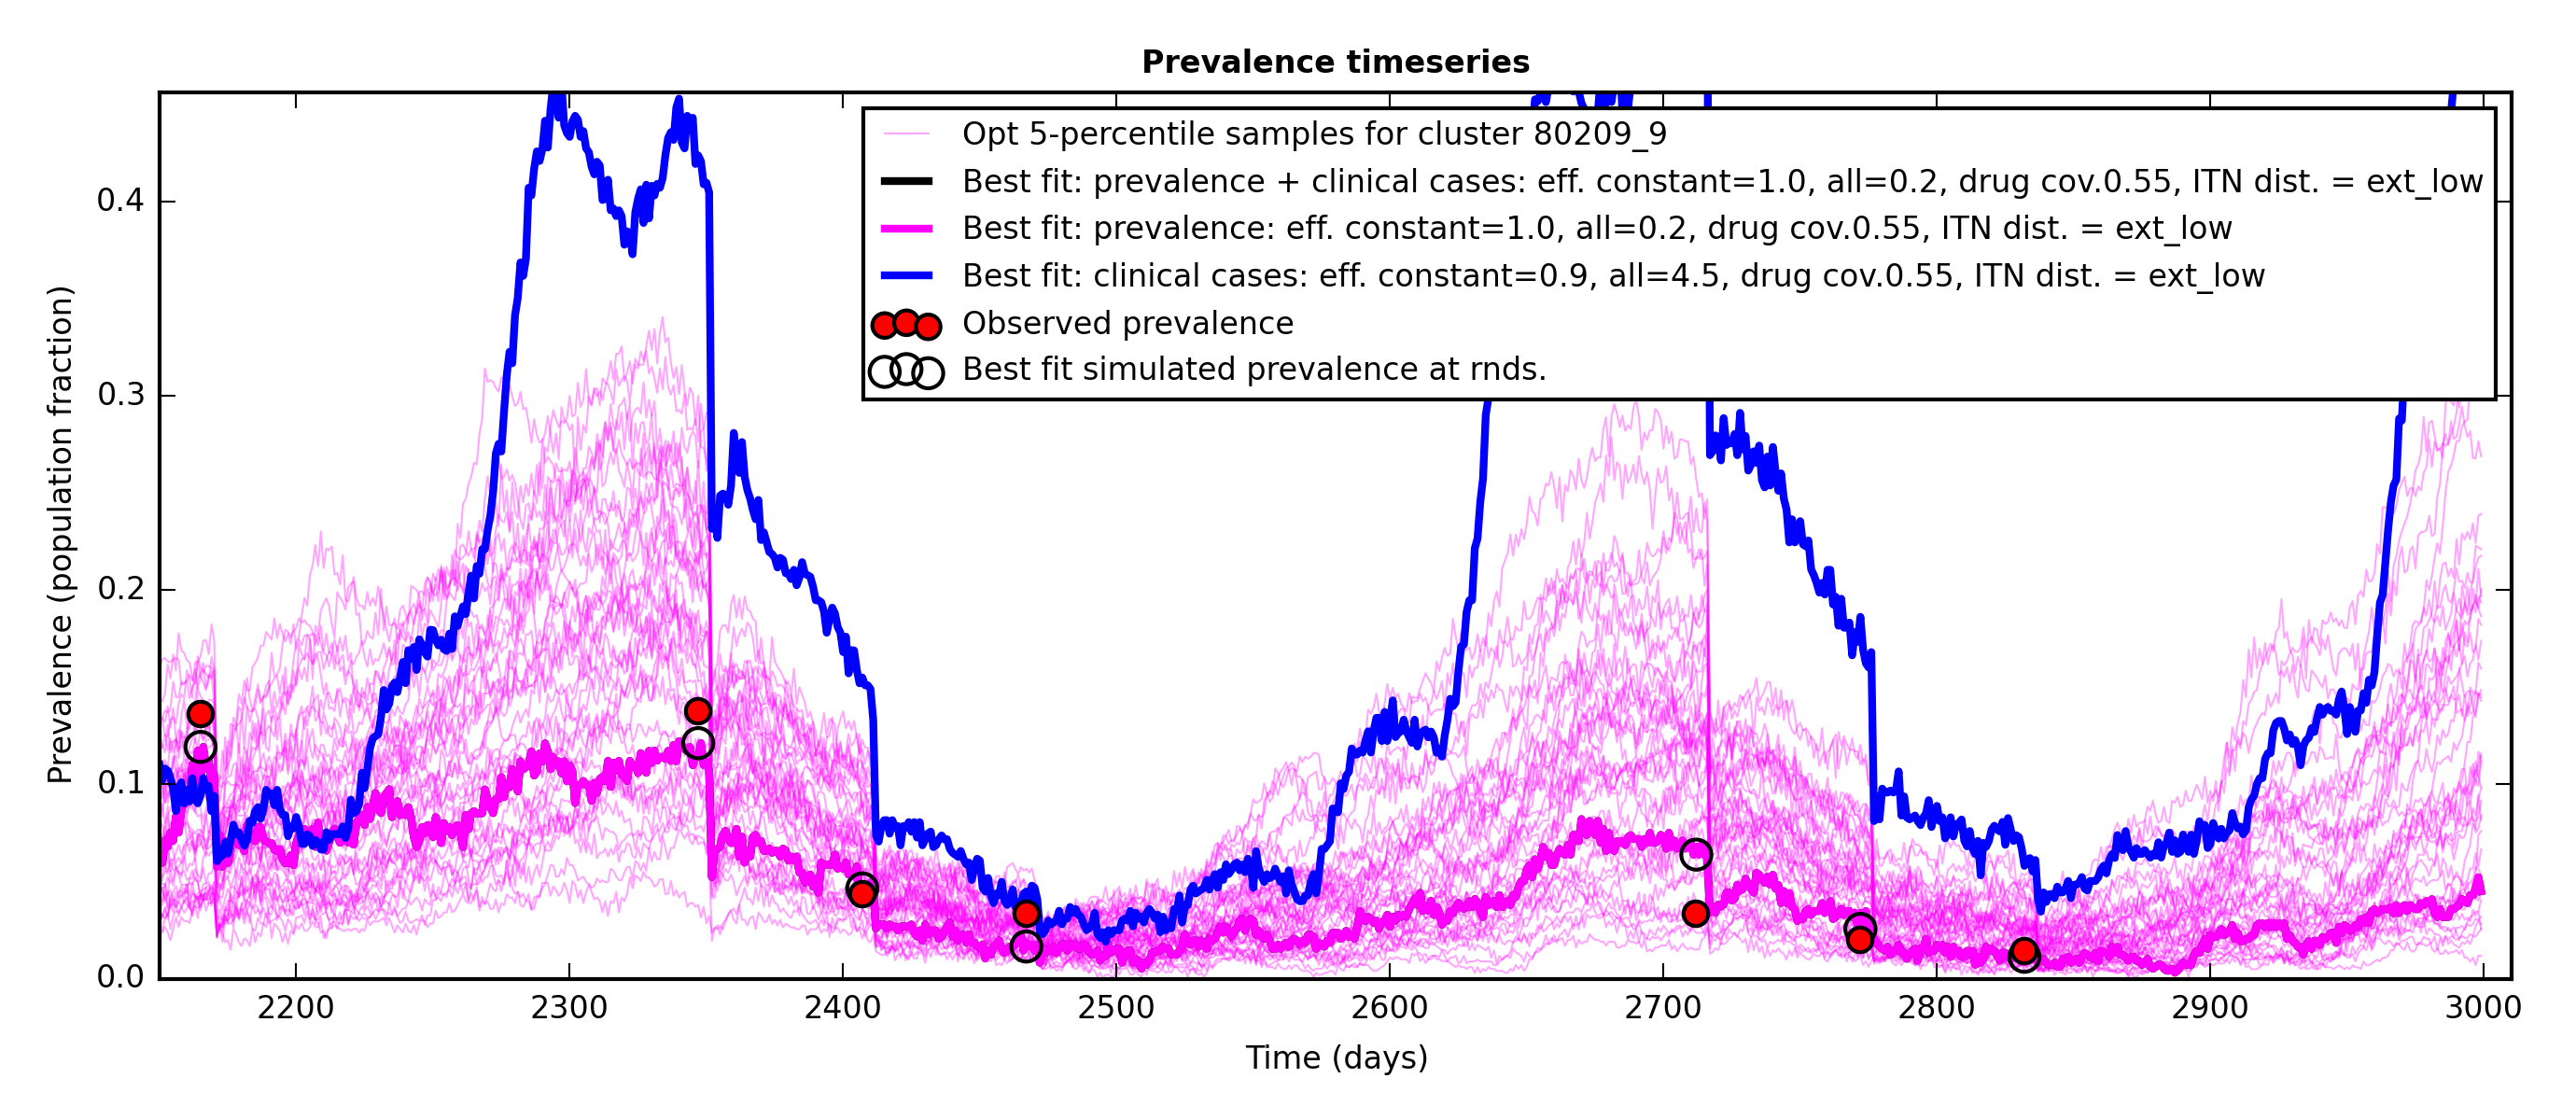 Prevalence timeseries
Opt 5-percentile samples for cluster 80209_9
Best fit: prevalence + clinical cases: eff. constant=1.0, all=0.2, drug cov.0.55, ITN dist. = ext_low
Best fit: prevalence: eff. constant=1.0, all=0.2, drug cov.0.55, ITN dist. = ext_low
Best fit: clinical cases: eff. constant=0.9, all=4.5, drug cov.0.55, ITN dist. = ext_low
Observed prevalence
Best fit simulated prevalence at rnds.
Prevalence (population fraction)
0.4
0.3
0.2
0.1
0.0
2200 2300 2400 2500 2600 2700 2800 2900 3000
Time (days)